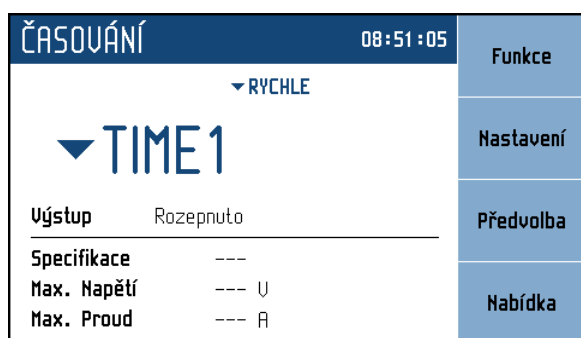 ČASOVÁNÍ 08:51:05
RYCHLE
TIME1
Výstup Rozepnuto
Specifikace ---
Max. Napětí --- V
Max. Proud --- A
Funkce
Nastavení
Předvolba
Nabídka